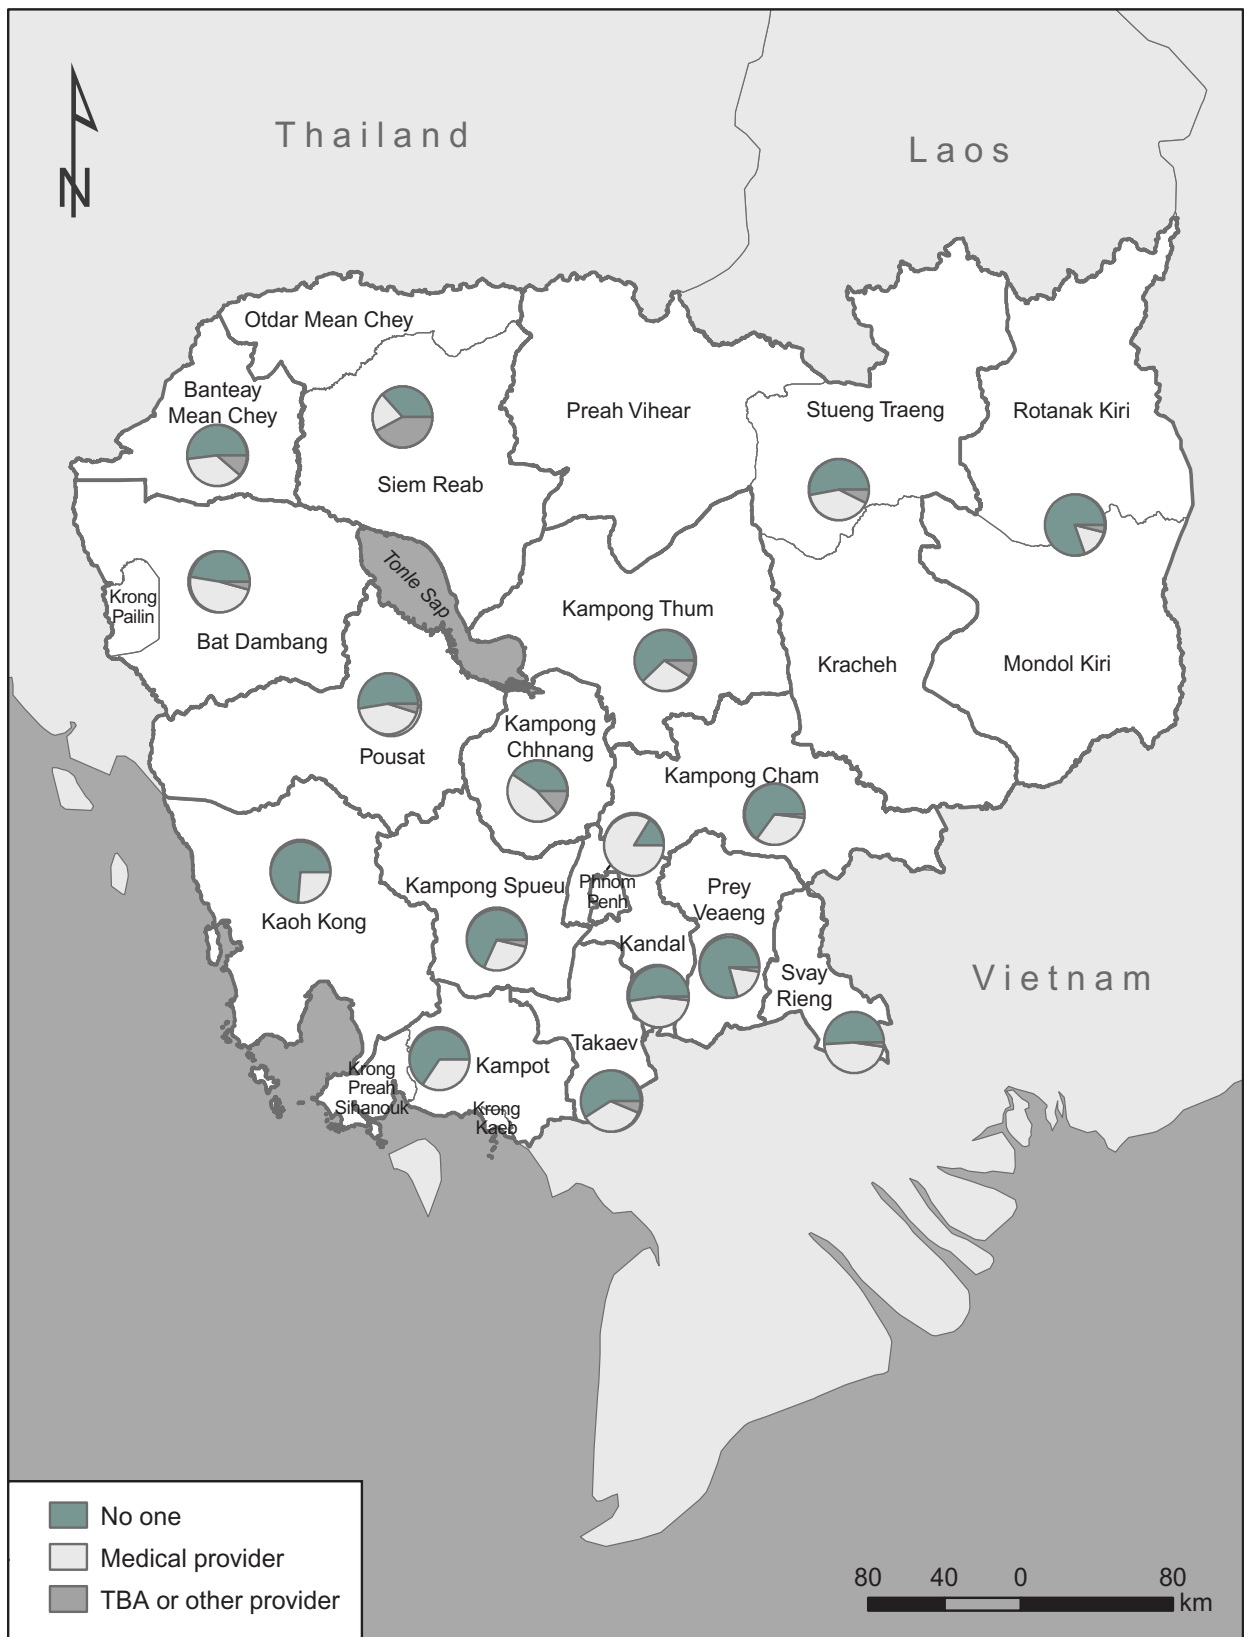 Thailand
Laos
N
Otdar Mean Chey
Banteay
Mean Chey
Siem Reab
Preah Vihear
Stueng Traeng
Rotanak Kiri
Tonle Sap
Krong
Pailin
Bat Dambang
Kampong Thum
Kracheh
Mondol Kiri
Pousat
Kampong
Chhnang
Kampong Cham
Kaoh Kong
Kampong Spueu
Phnom
Penh
Prey
Veaeng
Kandal
Svay
Rieng
Vietnam
Takaev
Kampot
Krong
Preah
Sihanouk
Krong
Kaeb
No one
Medical provider
TBA or other provider
80 40 0 80
km